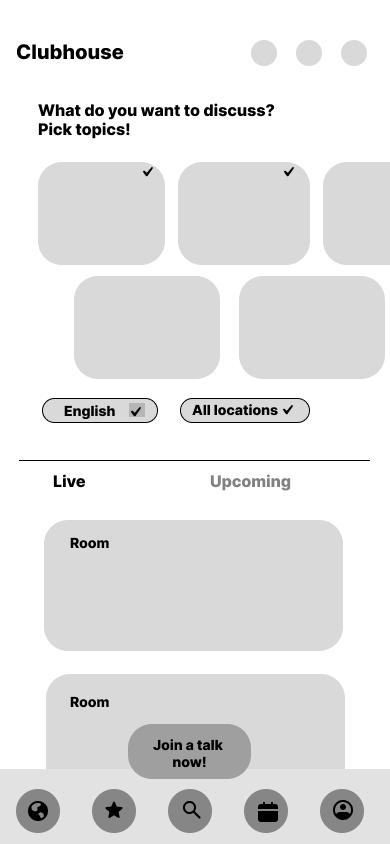 Clubhouse
What do you want to discuss?
Pick topics!
English
All locations
Live
Upcoming
Room
Room
Join a talk
now!